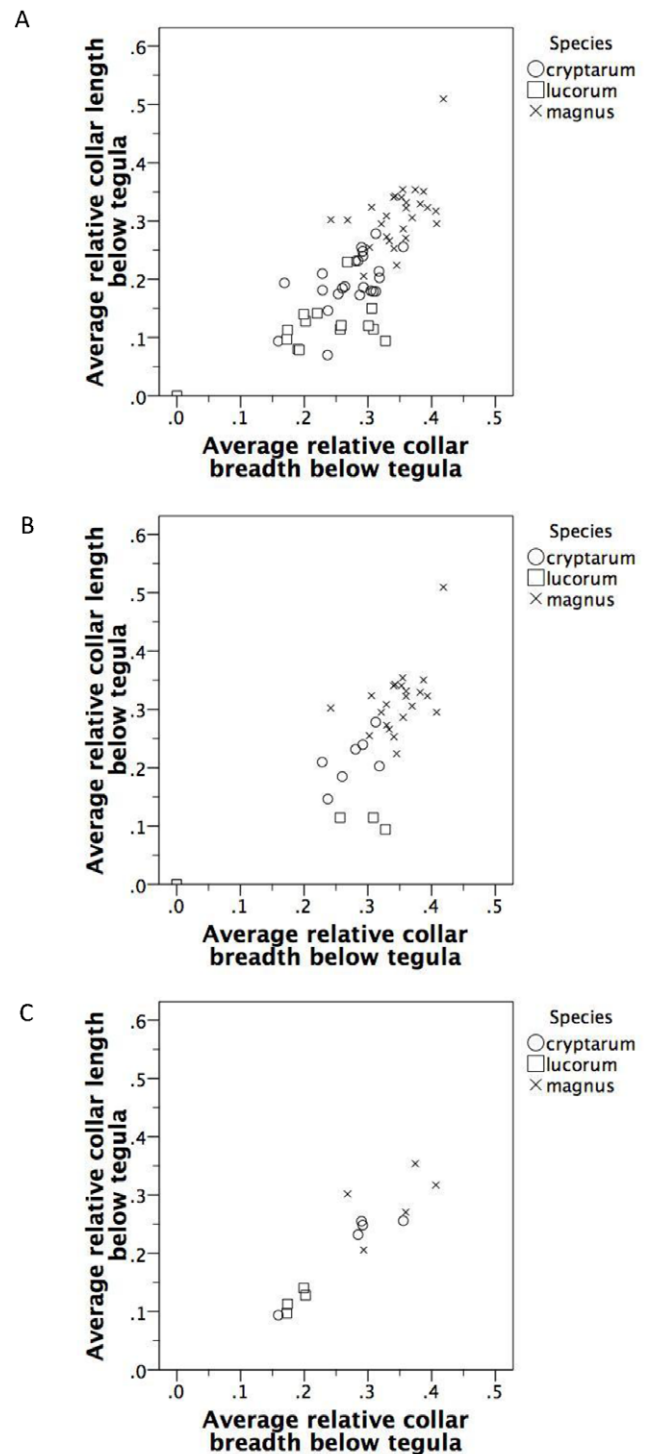 A
Average relative collar length
below tegula
.6
.5
.4
.3
.2
.1
.0
.0 .1 .2 .3 .4 .5
Average relative collar
breadth below tegula
Species
cryptarum
lucorum
magnus
B
Average relative collar length
below tegula
.6
.5
.4
.3
.2
.1
.0
.0 .1 .2 .3 .4 .5
Average relative collar
breadth below tegula
Species
cryptarum
lucorum
magnus
C
Average relative collar length
below tegula
.6
.5
.4
.3
.2
.1
.0
.0 .1 .2 .3 .4 .5
Average relative collar
breadth below tegula
Species
cryptarum
lucorum
magnus